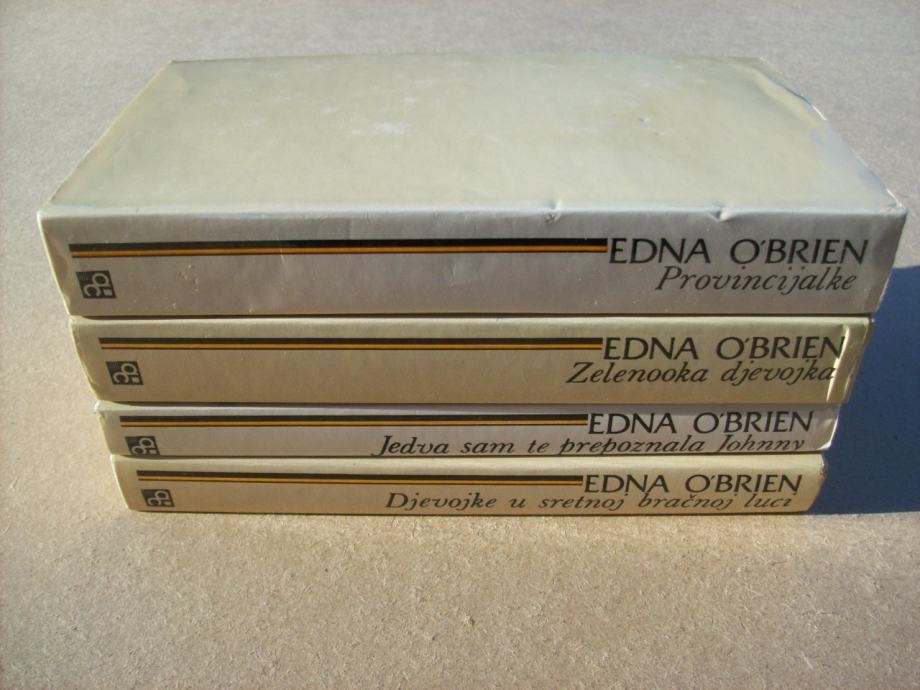 EDNA O'BRIEN
Provincijalke
EDNA O'BRIEN
Zelenooka djevojka
EDNA O'BRIEN
Jedva sam te prepoznala Johnny
EDNA O'BRIEN
Djevojke u sretnoj bračnoj luci